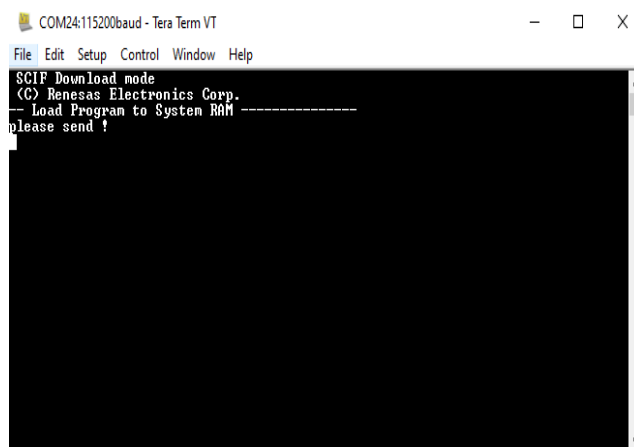 COM24:115200baud - Tera Term VT
File Edit Setup Control Window Help
SCIF Download mode
(C) Renesas Electronics Corp.
-- Load Program to System RAM ---------------
please send !